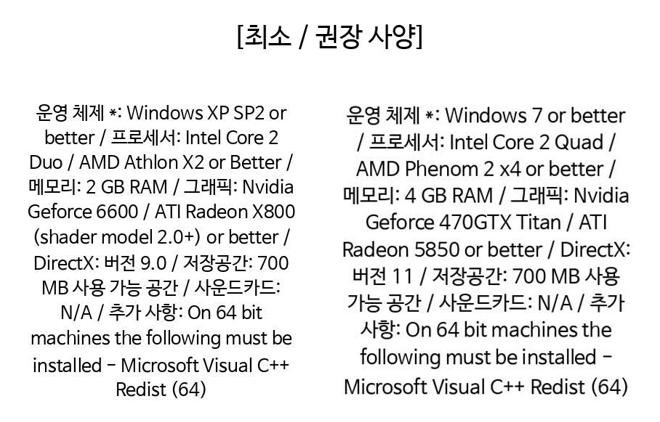 [최소 / 권장 사양]
운영 체제 *: Windows XP SP2 or
better / 프로세서: Intel Core 2
Duo / AMD Athlon X2 or Better /
메모리: 2 GB RAM / 그래픽: Nvidia
Geforce 6600 / ATI Radeon X800
(shader model 2.0+) or better /
DirectX: 버전 9.0 / 저장공간: 700
MB 사용 가능 공간 / 사운드카드:
N/A / 추가 사항: On 64 bit
machines the following must be
installed – Microsoft Visual C++
Redist (64)
운영 체제 *: Windows 7 or better
/ 프로세서: Intel Core 2 Quad /
AMD Phenom 2 x4 or better /
메모리: 4 GB RAM / 그래픽: Nvidia
Geforce 470GTX Titan / ATI
Radeon 5850 or better / DirectX:
버전 11 / 저장공간: 700 MB 사용
가능 공간 / 사운드카드: N/A / 추가
사항: On 64 bit machines the
following must be installed –
Microsoft Visual C++ Redist (64)